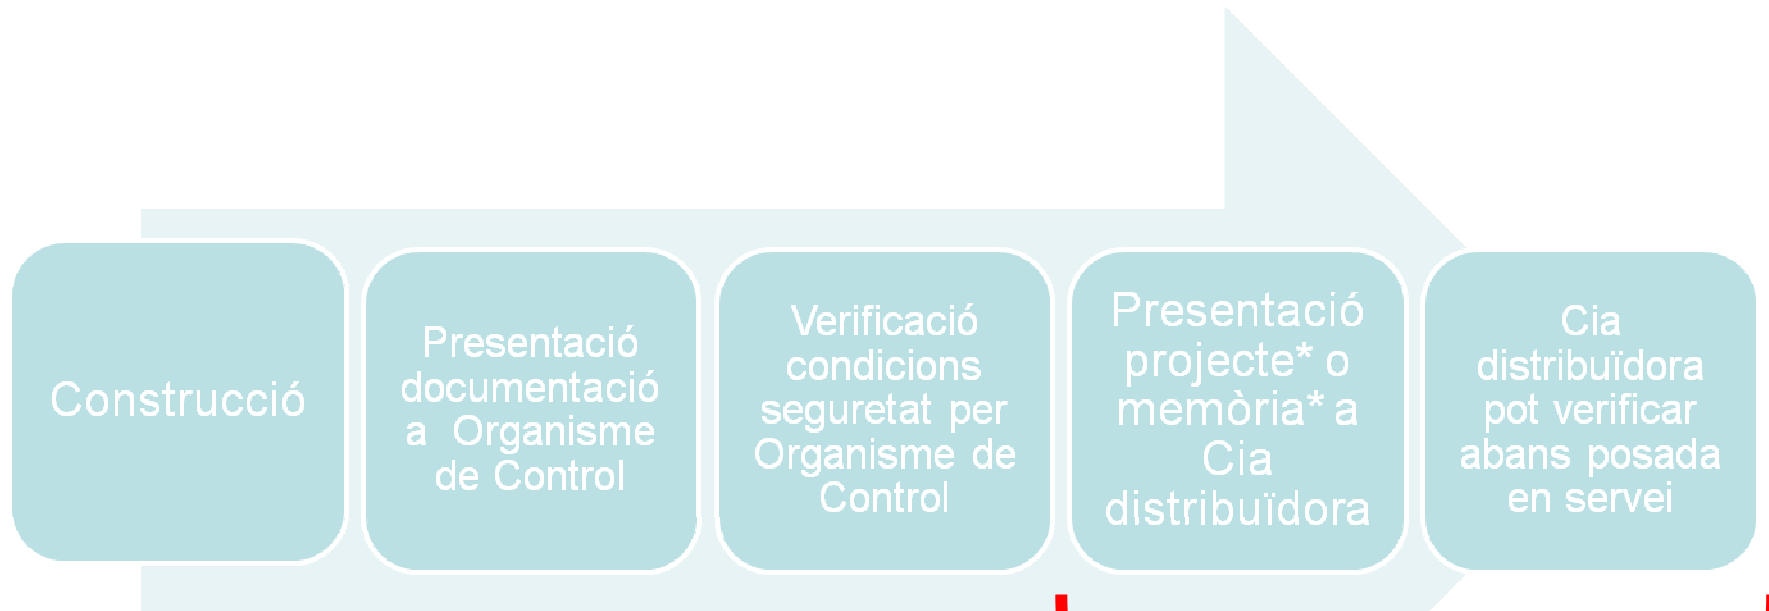 Construcció
Presentació
documentació
a Organisme
de Control
Verificació
condicions
seguretat per
Organisme de
Control
Presentació
projecte* o
memòria* a
Cia
distribuïdora
Cia
distribuïdora
pot verificar
abans posada
en servei